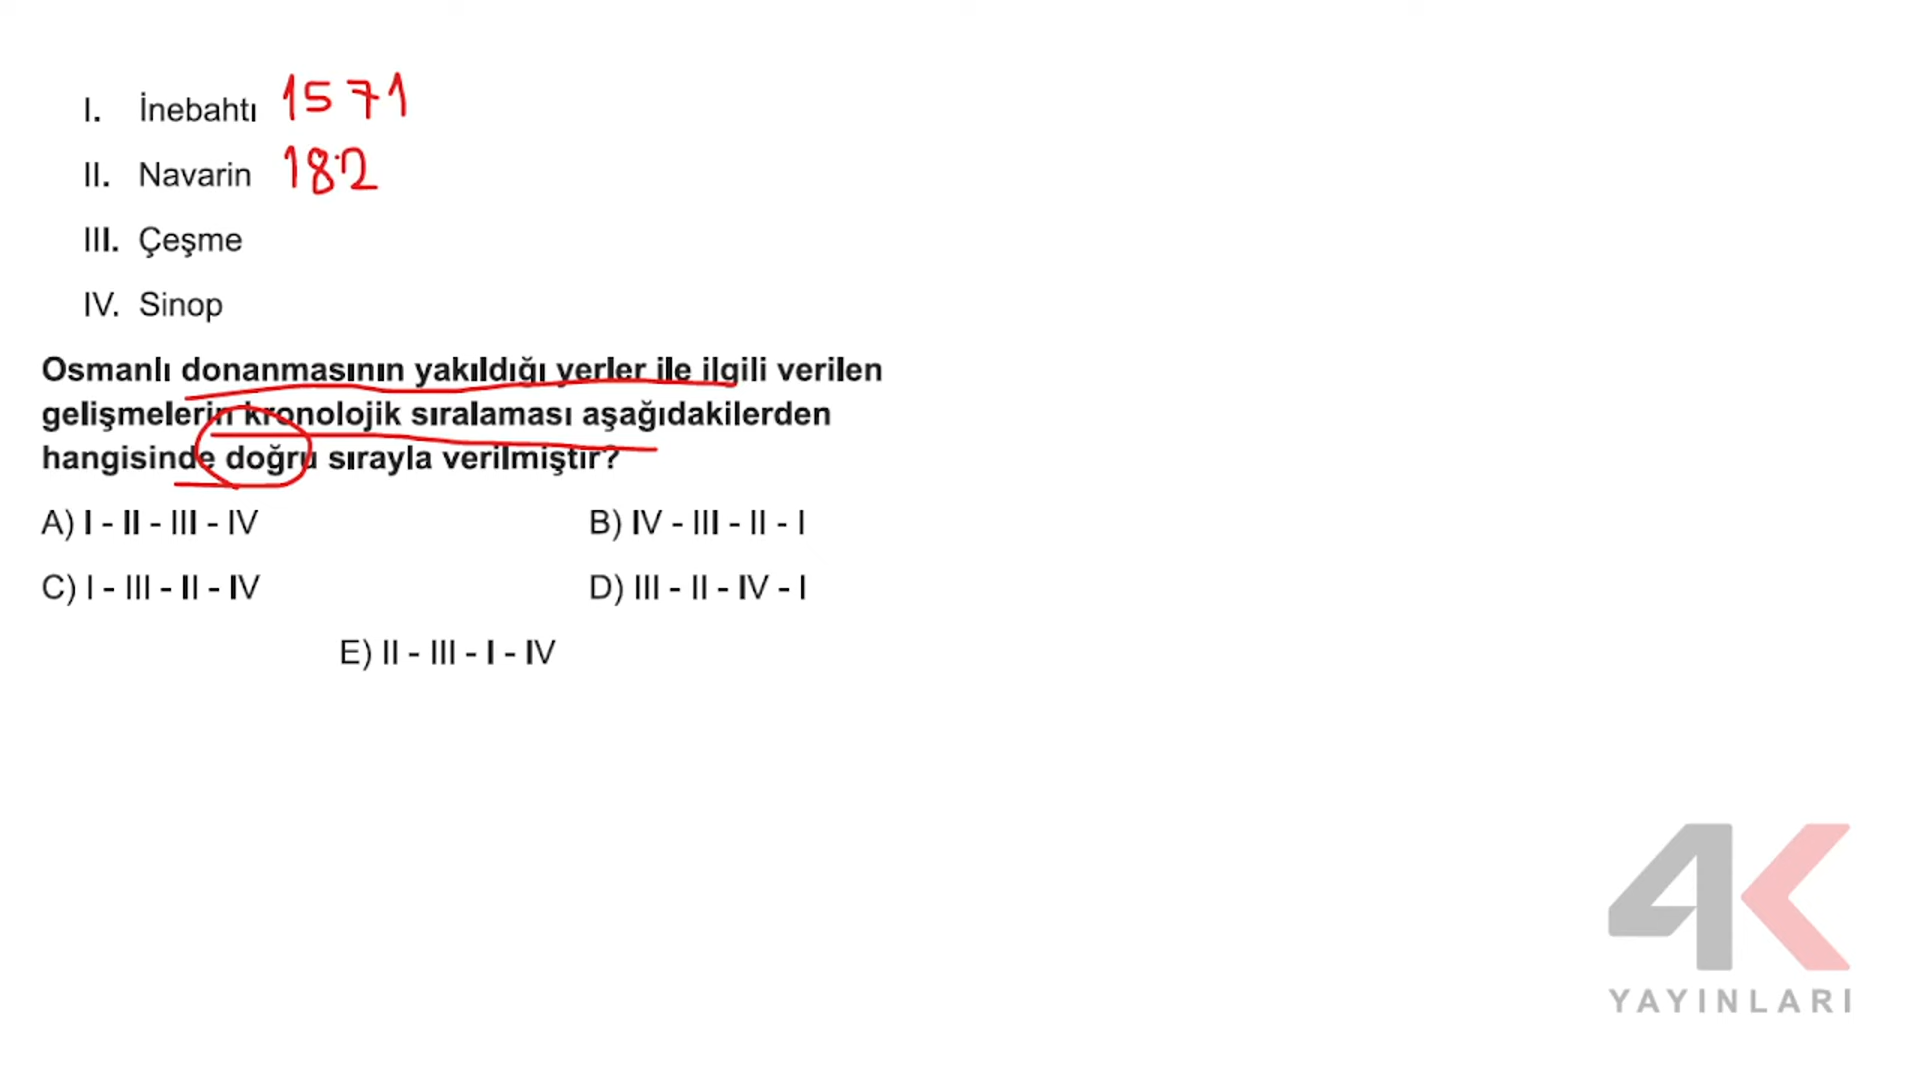 I. İnebahtı 1571
II. Navarin 182
III. Çeşme
IV. Sinop
Osmanlı donanmasının yakıldığı yerler ile ilgili verilen
gelişmelerin kronolojik sıralaması aşağıdakilerden
hangisinde doğru sırayla verilmiştir?
A) I - II - III - IV B) IV - III - II - I
C) I - III - II - IV D) III - II - IV - I
E) II - III - I - IV
4K
YAYINLARI